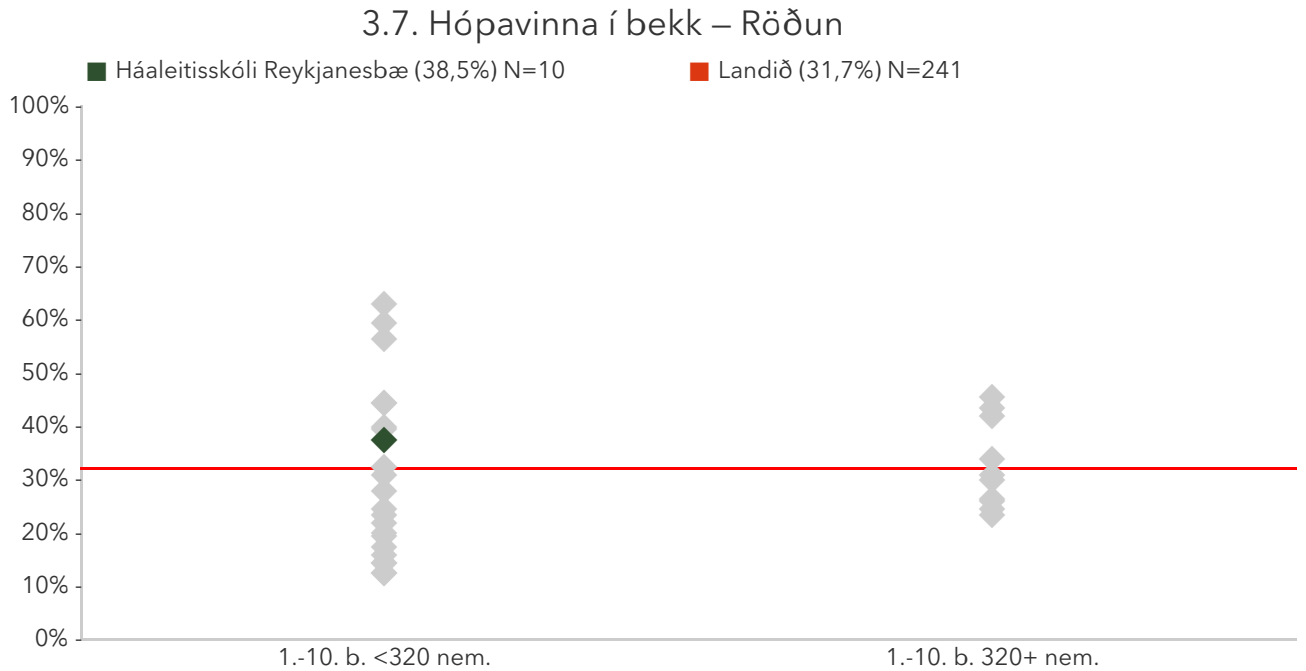 3.7. Hópavinna í bekk – Röðun
Háaleitisskóli Reykjanesbæ (38,5%) N=10
Landið (31,7%) N=241
100%
90%
80%
70%
60%
50%
40%
30%
20%
10%
0%
1.-10. b. <320 nem.
1.-10. b. 320+ nem.